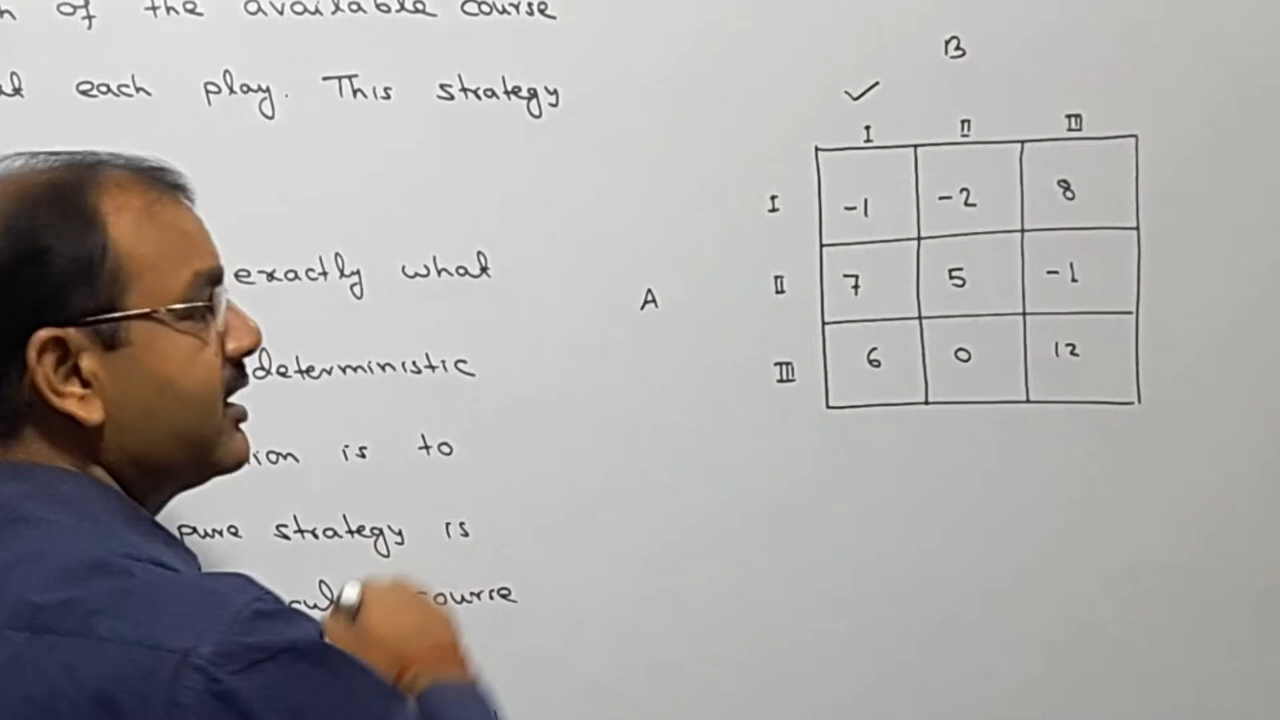 of the available course
each play. This strategy
exactly what
deterministic
is to
pure strategy is
course
B
✓
I II III
I -1 -2 8
A II 7 5 -1
III 6 0 12